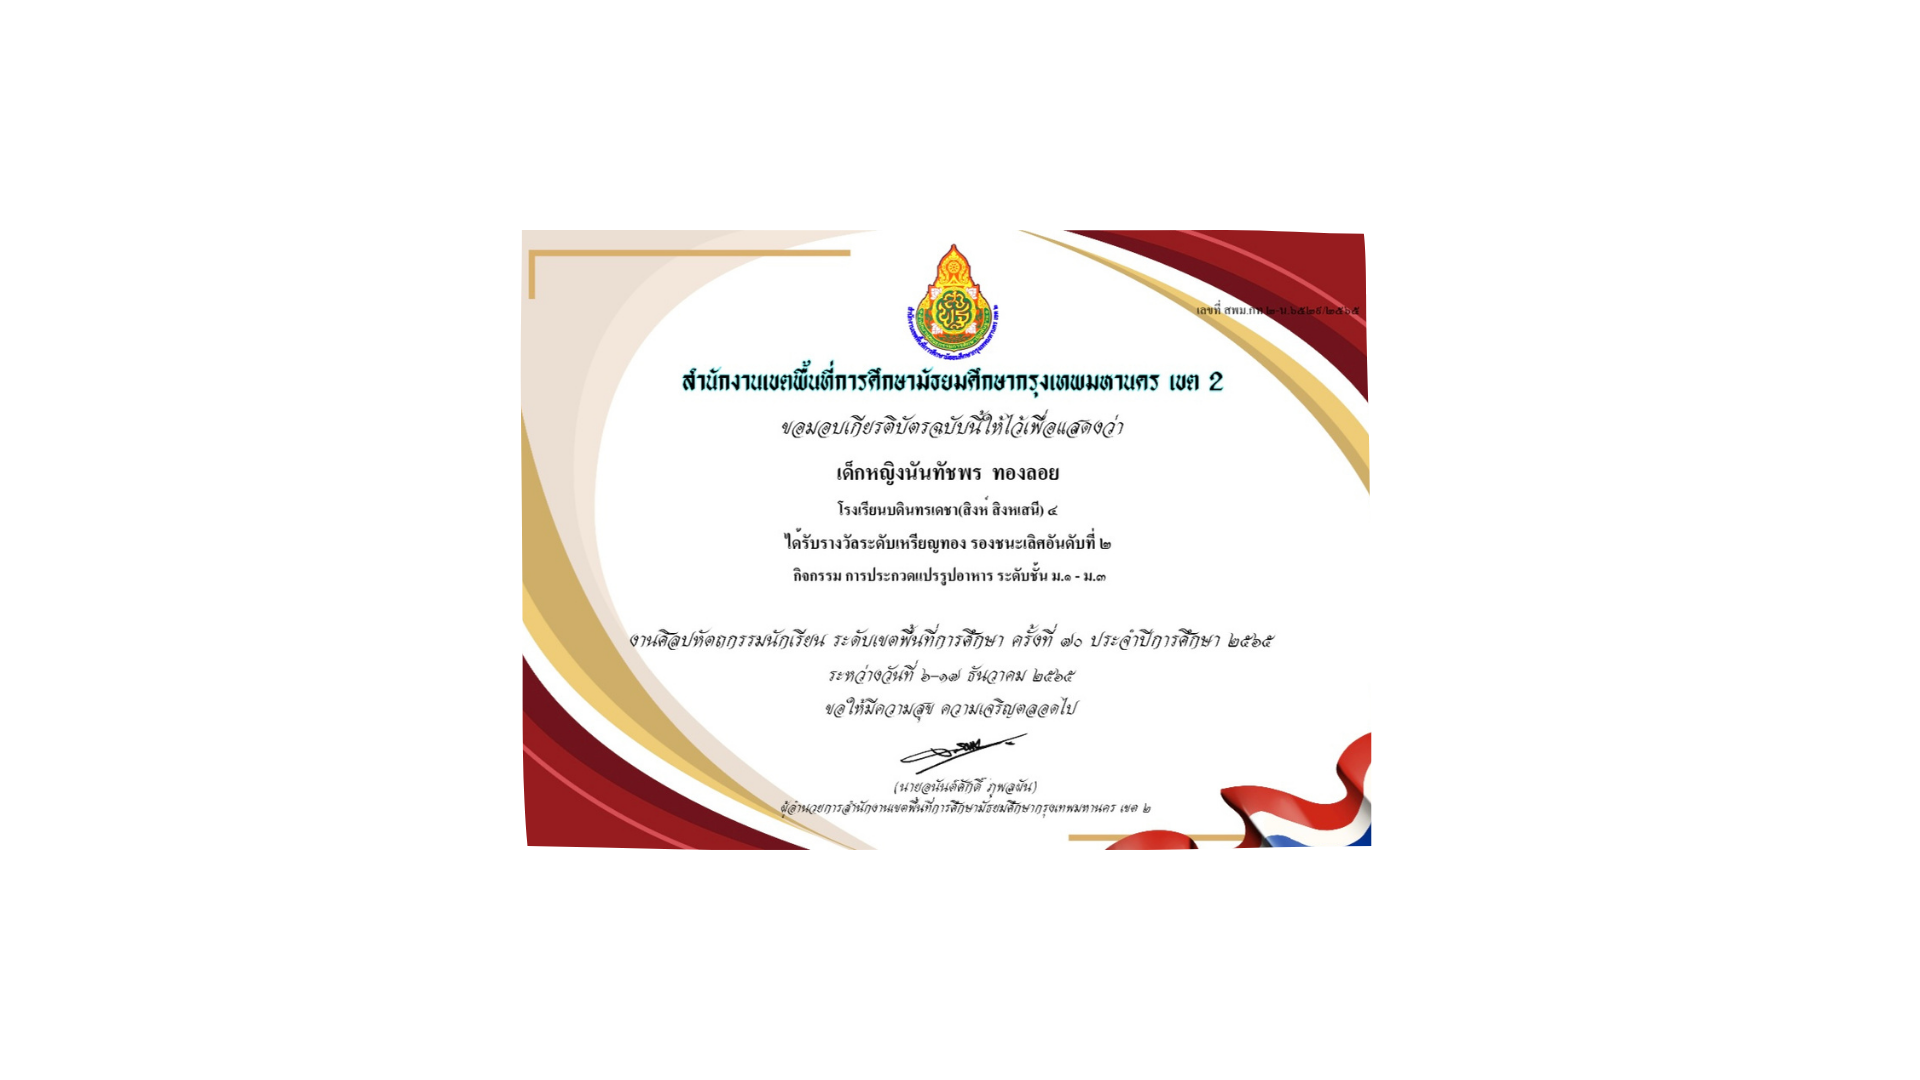 เลขที่ สพม.กท ๒-น.๖๕๒๕/๒๕๖๕
สำนักงานเขตพื้นที่การศึกษามัธยมศึกษากรุงเทพมหานคร เขต 2
ขอมอบเกียรติบัตรฉบับนี้ให้ไว้เพื่อแสดงว่า
เด็กหญิงนันทัชพร ทองลอย
โรงเรียนบดินทรเดชา(สิงห์ สิงหเสนี) ๔
ได้รับรางวัลระดับเหรียญทอง รองชนะเลิศอันดับที่ ๒
กิจกรรม การประกวดแปรรูปอาหาร ระดับชั้น ม.๑ - ม.๓
งานศิลปหัตถกรรมนักเรียน ระดับเขตพื้นที่การศึกษา ครั้งที่ ๗๐ ประจำปีการศึกษา ๒๕๖๕
ระหว่างวันที่ ๖-๑๗ ธันวาคม ๒๕๖๕
ขอให้มีความสุข ความเจริญตลอดไป
(นายอนันต์ศักดิ์ ภูพลผัน)
ผู้อำนวยการสำนักงานเขตพื้นที่การศึกษามัธยมศึกษากรุงเทพมหานคร เขต ๒